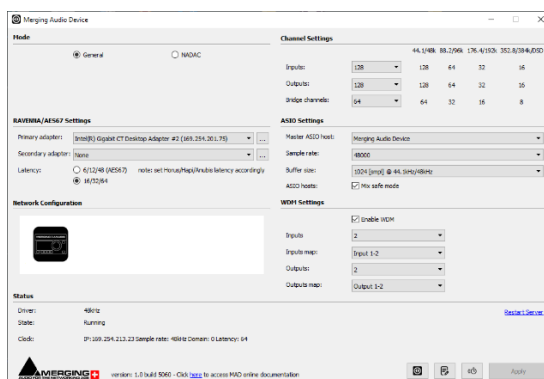 Merging Audio Device
Mode
General
NADAC
Channel Settings
44.1/48k 88.2/96k 176.4/192k 352.8/384k/DSD
Inputs: 128 128 64 32 16
Outputs: 128 128 64 32 16
Bridge channels: 64 64 32 16 8
RAVENNA/AES67 Settings
Primary adapter: Intel(R) Gigabit CT Desktop Adapter #2 (169.254.201.75) ...
Secondary adapter: None ...
Latency: 6/12/48 (AES67) note: set Horus/Hapi/Anubis latency accordingly
16/32/64
ASIO Settings
Master ASIO host: Merging Audio Device
Sample rate: 48000
Buffer size: 1024 [smpl] @ 44.1kHz/48kHz
ASIO hosts: Mix safe mode
Network Configuration
WDM Settings
Enable WDM
Inputs 2
Inputs map: Input 1-2
Outputs: 2
Outputs map: Output 1-2
Status
Driver: 48kHz
State: Running
Clock: IP:169.254.213.23 Sample rate: 48kHz Domain: 0 Latency: 64
Restart Server
MERGING
version: 1.0 build 5060 - Click here to access MAD online documentation
Apply